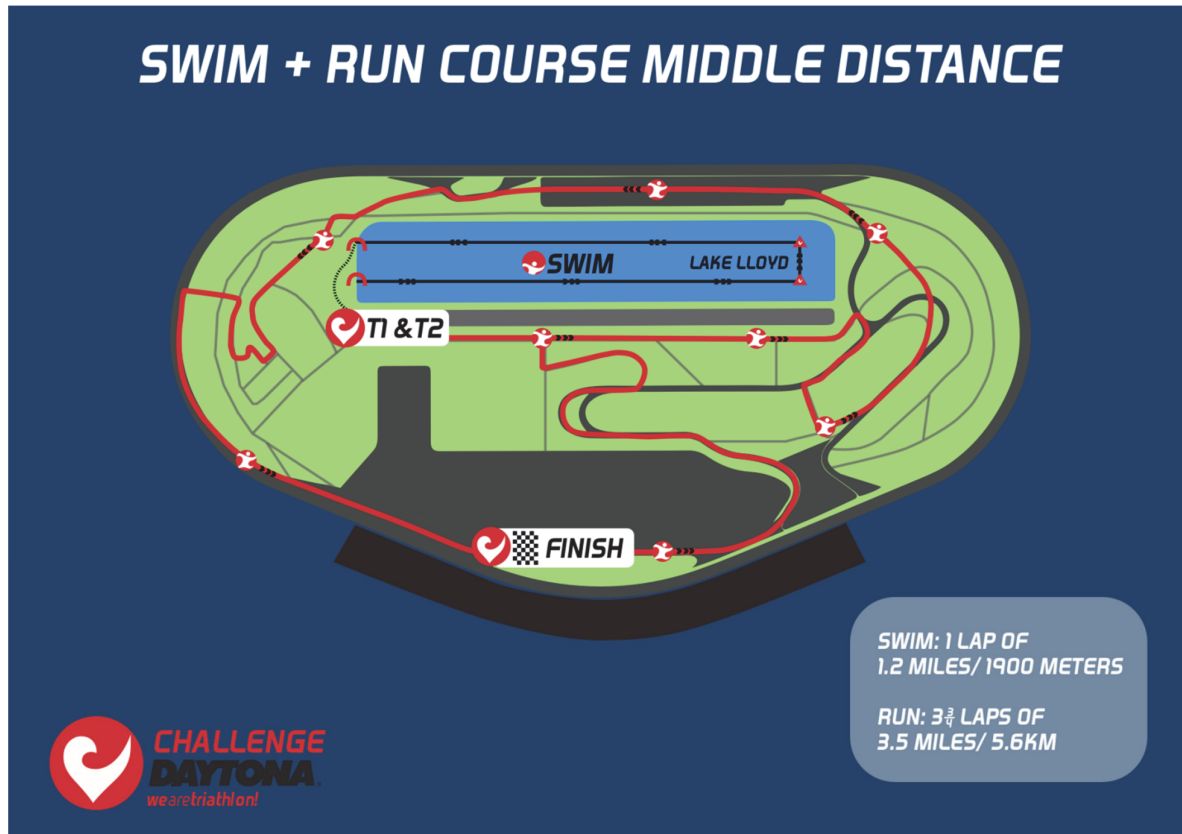 SWIM + RUN COURSE MIDDLE DISTANCE
SWIM
LAKE LLOYD
T1 & T2
FINISH
SWIM: 1 LAP OF
1.2 MILES/ 1900 METERS
RUN: 3¾ LAPS OF
3.5 MILES/ 5.6KM
CHALLENGE
DAYTONA
wearetriathlon!